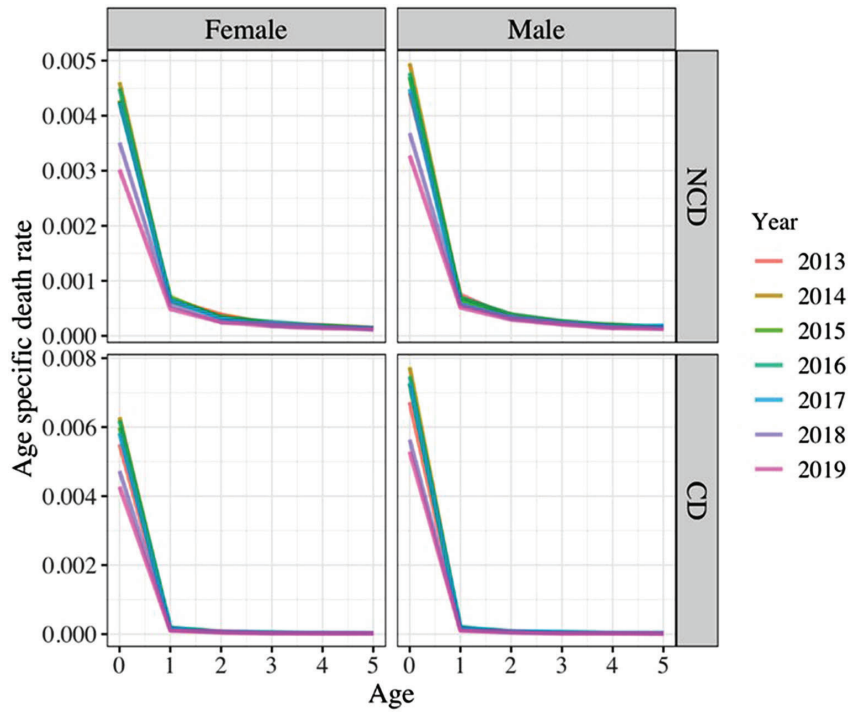 Female Male
0.005
0.004
0.003
0.002
0.001
0.000
NCD
0.008
0.006
0.004
0.002
0.000
CD
Age specific death rate
0 1 2 3 4 5 0 1 2 3 4 5
Age
Year
2013
2014
2015
2016
2017
2018
2019